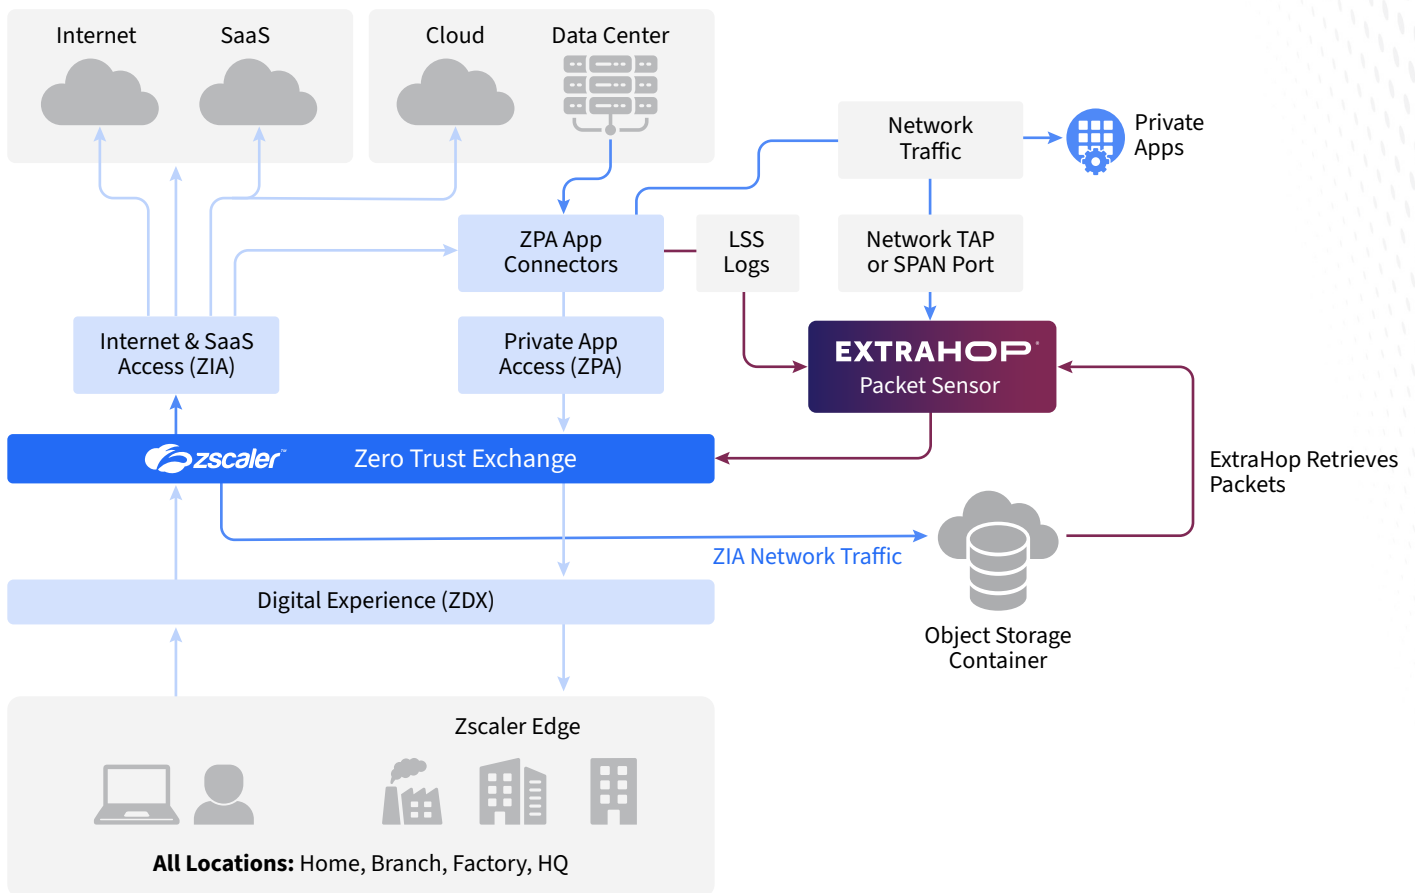 Internet
SaaS
Cloud
Data Center
Network
Traffic
Private
Apps
ZPA App
Connectors
LSS
Logs
Network TAP
or SPAN Port
Internet & SaaS
Access (ZIA)
Private App
Access (ZPA)
EXTRAHOP®
Packet Sensor
zscaler™
Zero Trust Exchange
ExtraHop Retrieves
Packets
ZIA Network Traffic
Digital Experience (ZDX)
Object Storage
Container
Zscaler Edge
All Locations: Home, Branch, Factory, HQ